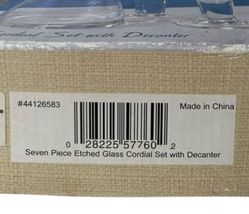 Cordial Set with Decanter
#44126583
Made in China
0 28225 57760 2
Seven Piece Etched Glass Cordial Set with Decanter